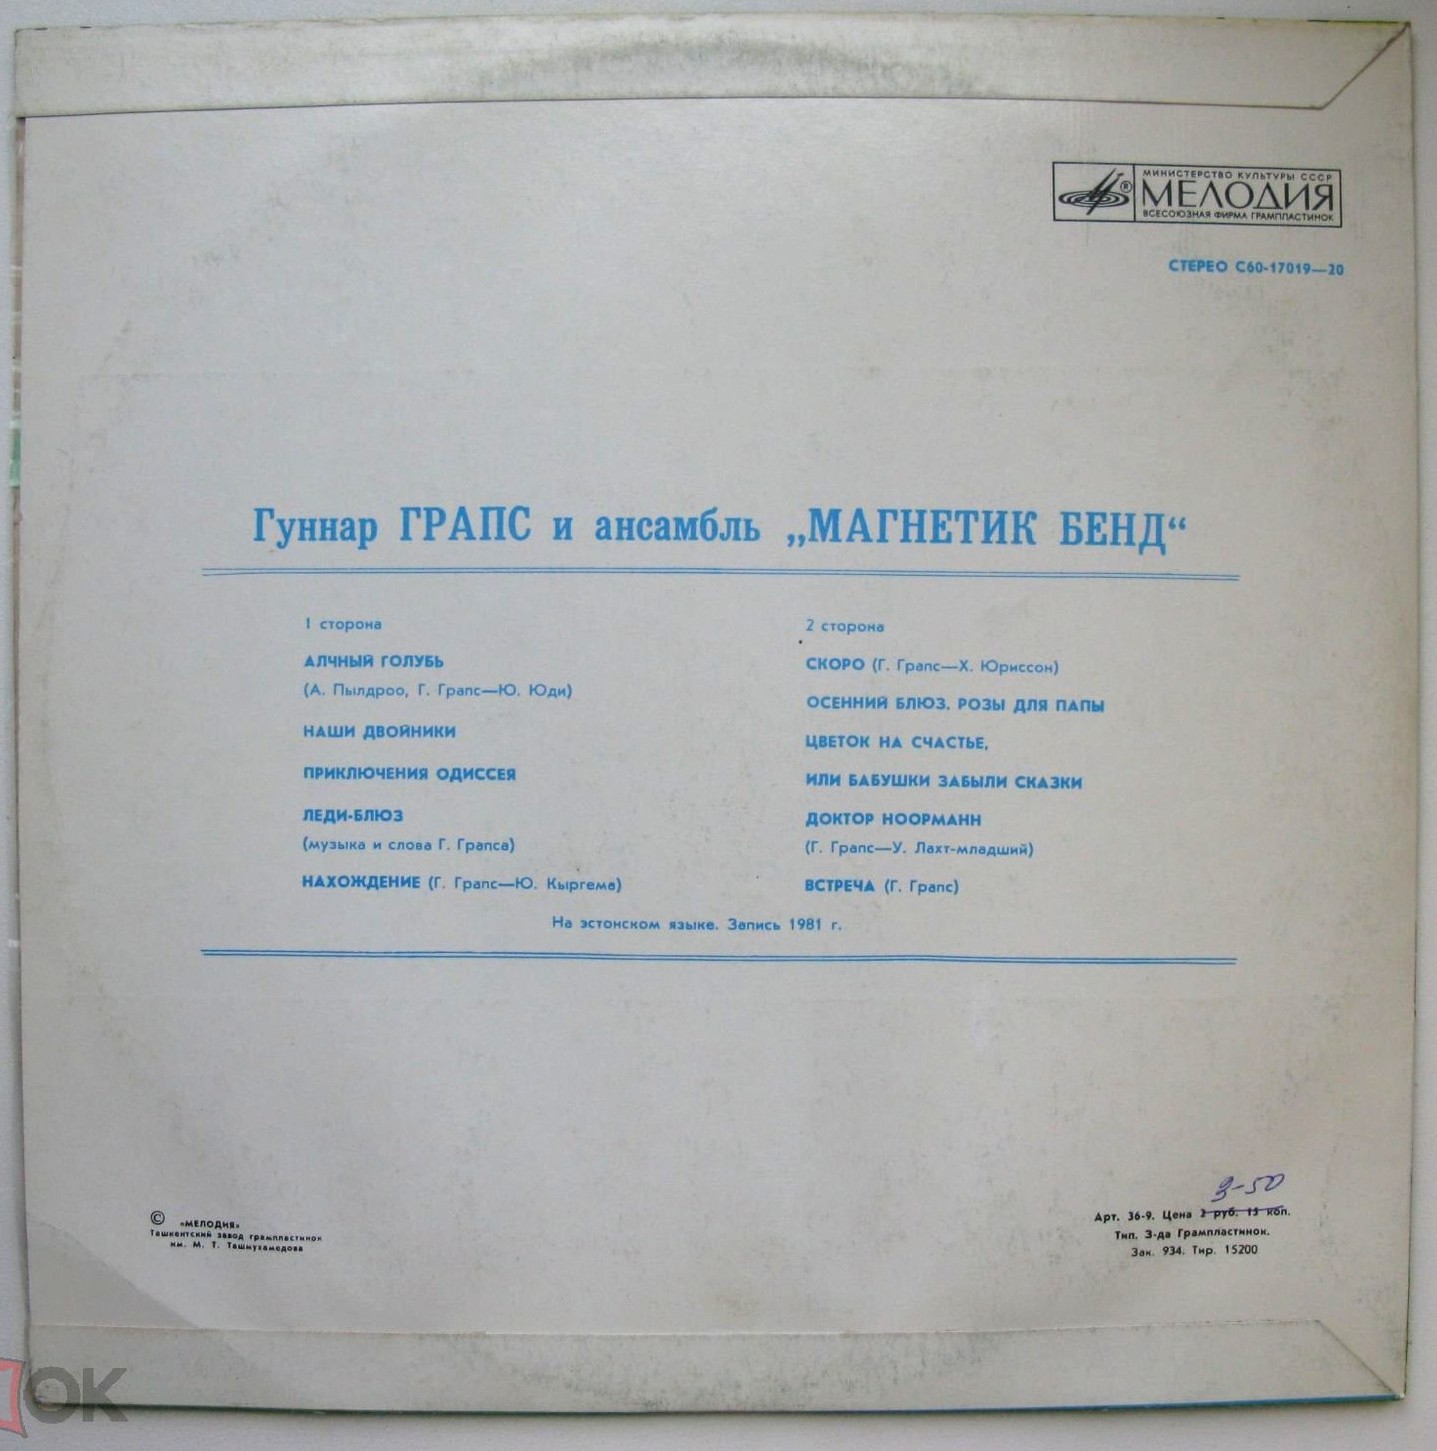 МИНИСТЕРСТВО КУЛЬТУРЫ СССР
МЕЛОДИЯ
ВСЕСОЮЗНАЯ ФИРМА ГРАМПЛАСТИНОК
СТЕРЕО С60-17019—20
Гуннар ГРАПС и ансамбль „МАГНЕТИК БЕНД“
1 сторона
АЛЧНЫЙ ГОЛУБЬ
(А. Пылдроо, Г. Грапс—Ю. Юди)
НАШИ ДВОЙНИКИ
ПРИКЛЮЧЕНИЯ ОДИССЕЯ
ЛЕДИ-БЛЮЗ
(музыка и слова Г. Грапса)
НАХОЖДЕНИЕ (Г. Грапс—Ю. Кыргема)
2 сторона
СКОРО (Г. Грапс—Х. Юриссон)
ОСЕННИЙ БЛЮЗ. РОЗЫ ДЛЯ ПАПЫ
ЦВЕТОК НА СЧАСТЬЕ,
ИЛИ БАБУШКИ ЗАБЫЛИ СКАЗКИ
ДОКТОР НООРМАНН
(Г. Грапс—У. Лахт-младший)
ВСТРЕЧА (Г. Грапс)
На эстонском языке. Запись 1981 г.
© «МЕЛОДИЯ»
Ташкентский завод грампластинок
им. М. Т. Ташмухамедова
3-50
Арт. 36-9. Цена 2 руб. 15 коп.
Тип. З-да Грампластинок.
Зак. 934. Тир. 15200
ОК